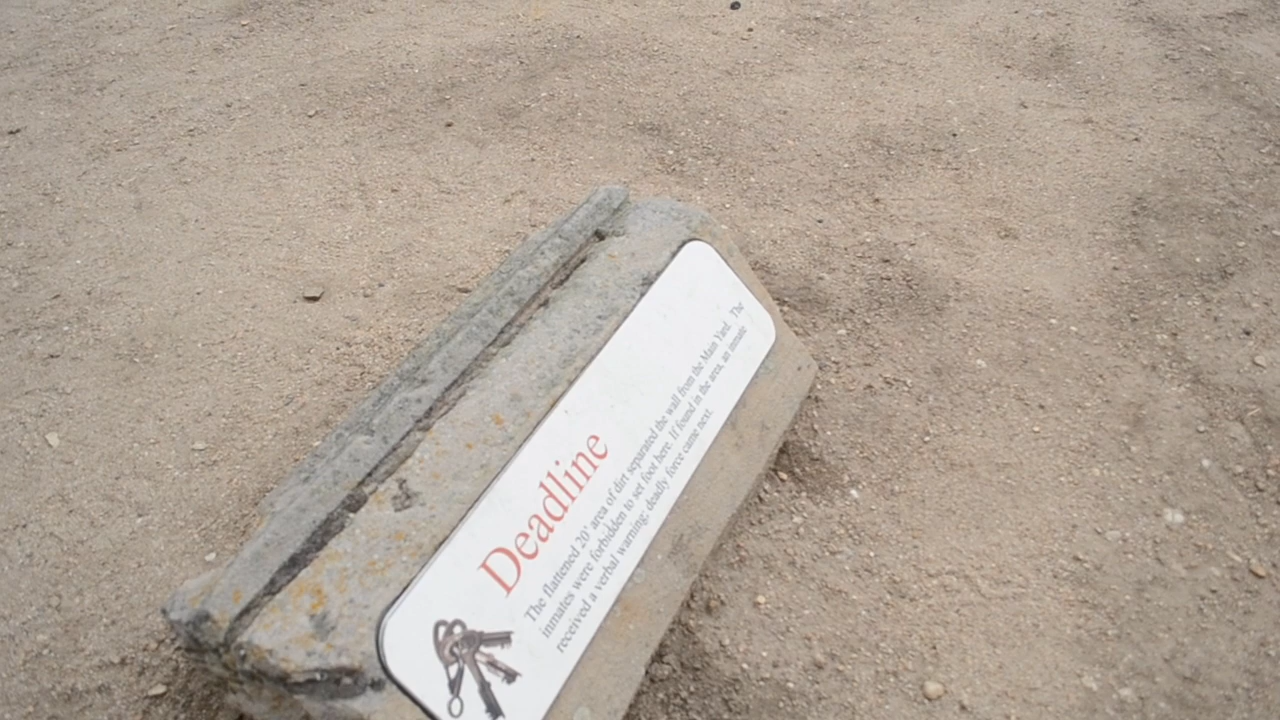 Deadline
The flattened 20' area of dirt separated the wall from the Main Yard. The
inmates were forbidden to set foot here. If found in the area, an inmate
received a verbal warning; deadly force came next.